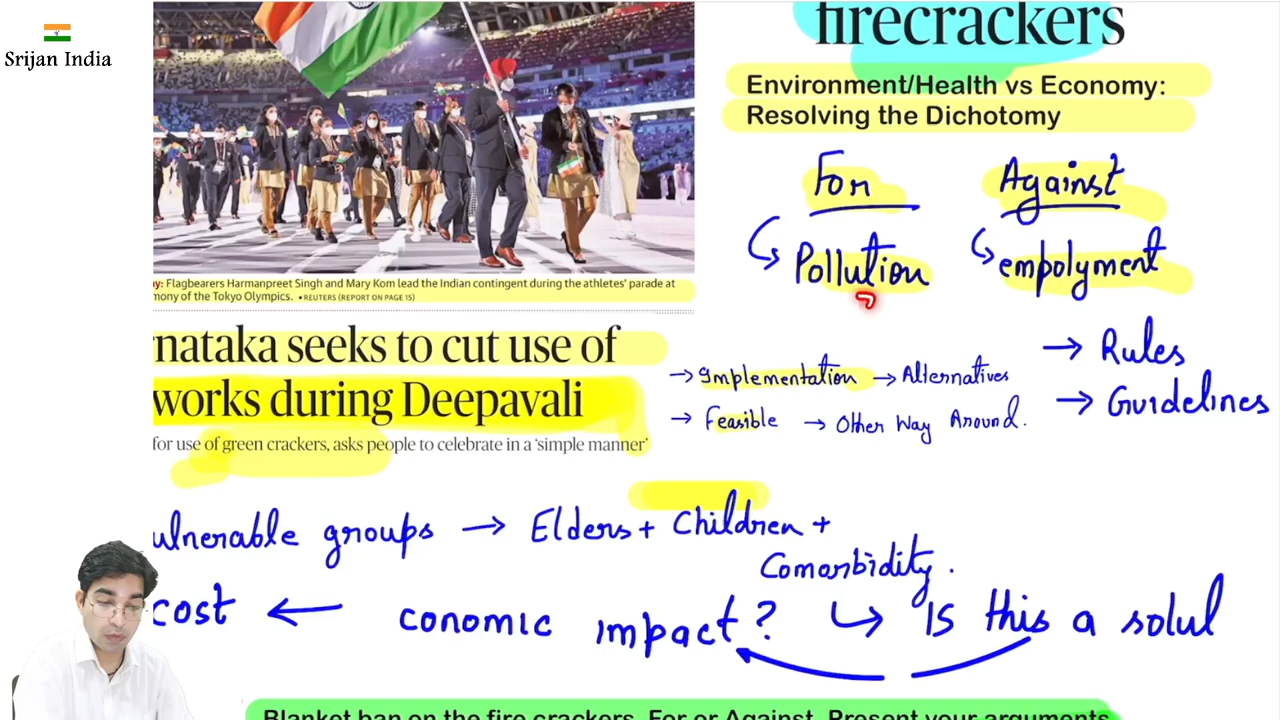 Srijan India
firecrackers
Environment/Health vs Economy:
Resolving the Dichotomy
For
Against
Pollution
empolyment
y: Flagbearers Harmanpreet Singh and Mary Kom lead the Indian contingent during the athletes' parade at
mony of the Tokyo Olympics. • REUTERS (REPORT ON PAGE 15)
rnataka seeks to cut use of
works during Deepavali
for use of green crackers, asks people to celebrate in a 'simple manner'
→ Implementation → Alternatives
→ Feasible → Other Way Around.
→ Rules
→ Guidelines
ulnerable groups → Elders + Children +
Comorbidity.
cost ← conomic impact? ↳ Is this a solut
Blanket ban on the fire crackers. For or Against. Present your arguments